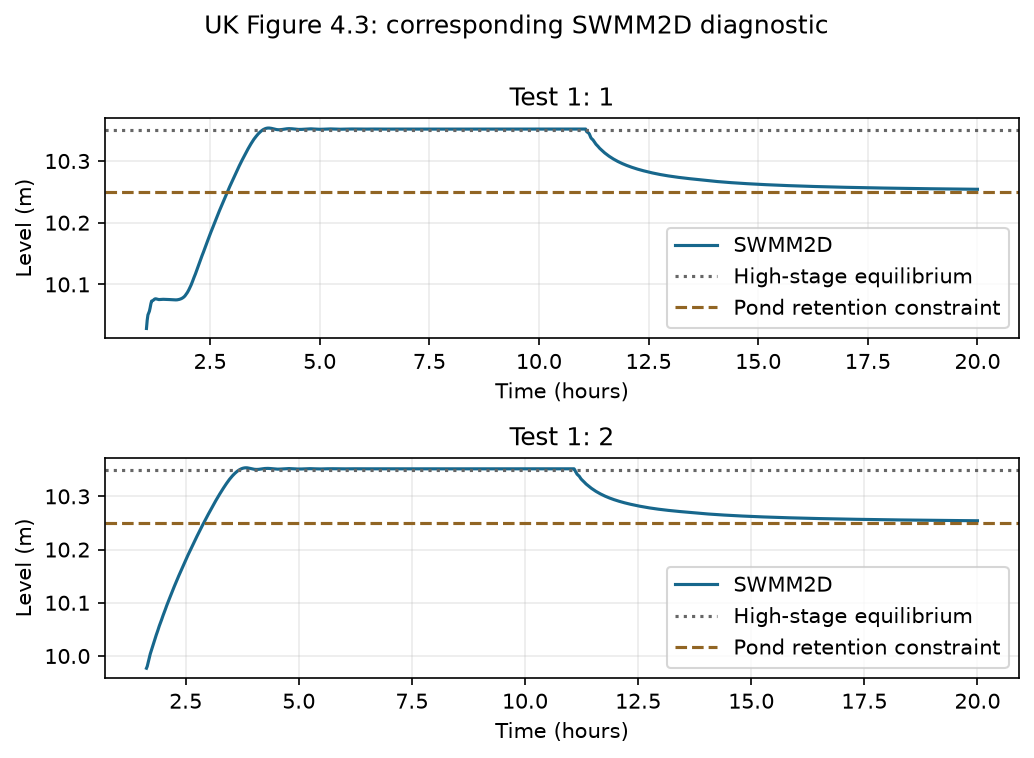 UK Figure 4.3: corresponding SWMM2D diagnostic
Test 1: 1
Level (m)
10.3
10.2
10.1
SWMM2D
High-stage equilibrium
Pond retention constraint
2.5 5.0 7.5 10.0 12.5 15.0 17.5 20.0
Time (hours)
Test 1: 2
Level (m)
10.3
10.2
10.1
10.0
SWMM2D
High-stage equilibrium
Pond retention constraint
2.5 5.0 7.5 10.0 12.5 15.0 17.5 20.0
Time (hours)